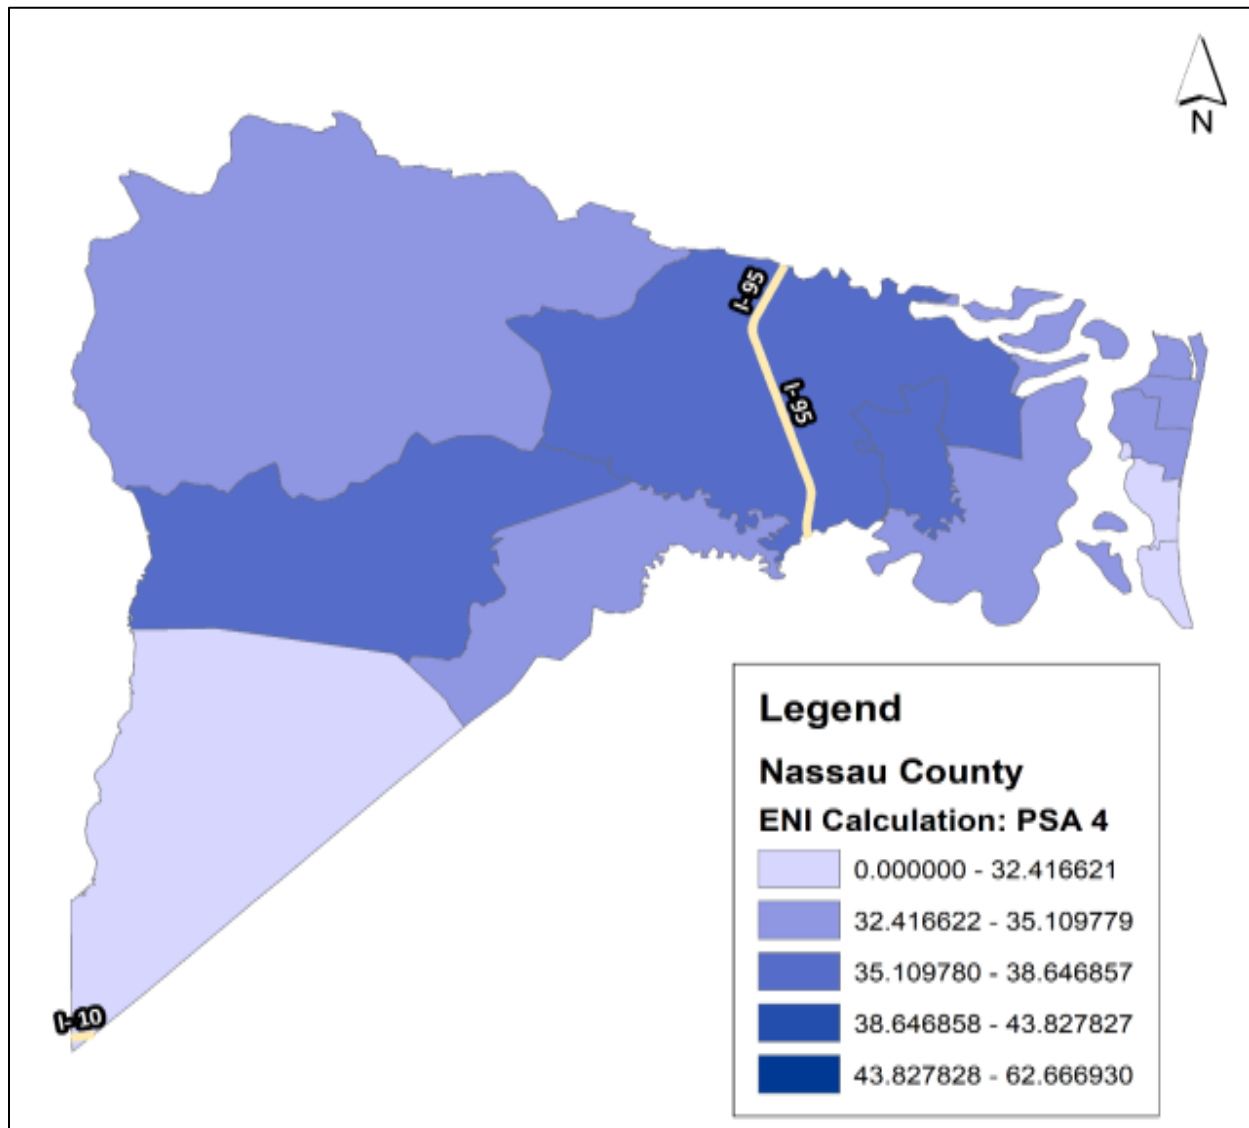 N
I-95
I-95
I-10
Legend
Nassau County
ENI Calculation: PSA 4
0.000000 - 32.416621
32.416622 - 35.109779
35.109780 - 38.646857
38.646858 - 43.827827
43.827828 - 62.666930